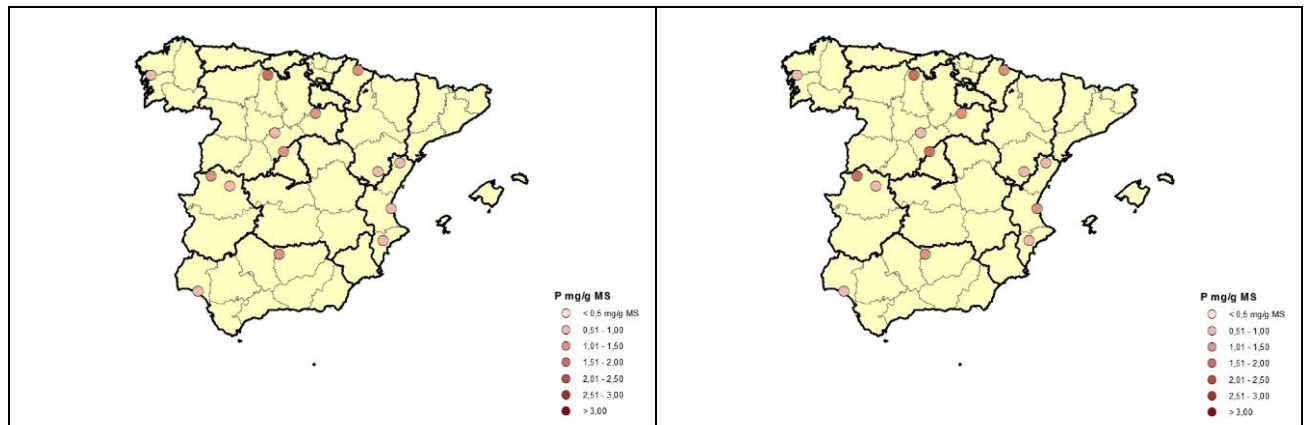 P mg/g MS
< 0,5 mg/g MS
0,51 - 1,00
1,01 - 1,50
1,51 - 2,00
2,01 - 2,50
2,51 - 3,00
> 3,00
P mg/g MS
< 0,5 mg/g MS
0,51 - 1,00
1,01 - 1,50
1,51 - 2,00
2,01 - 2,50
2,51 - 3,00
> 3,00